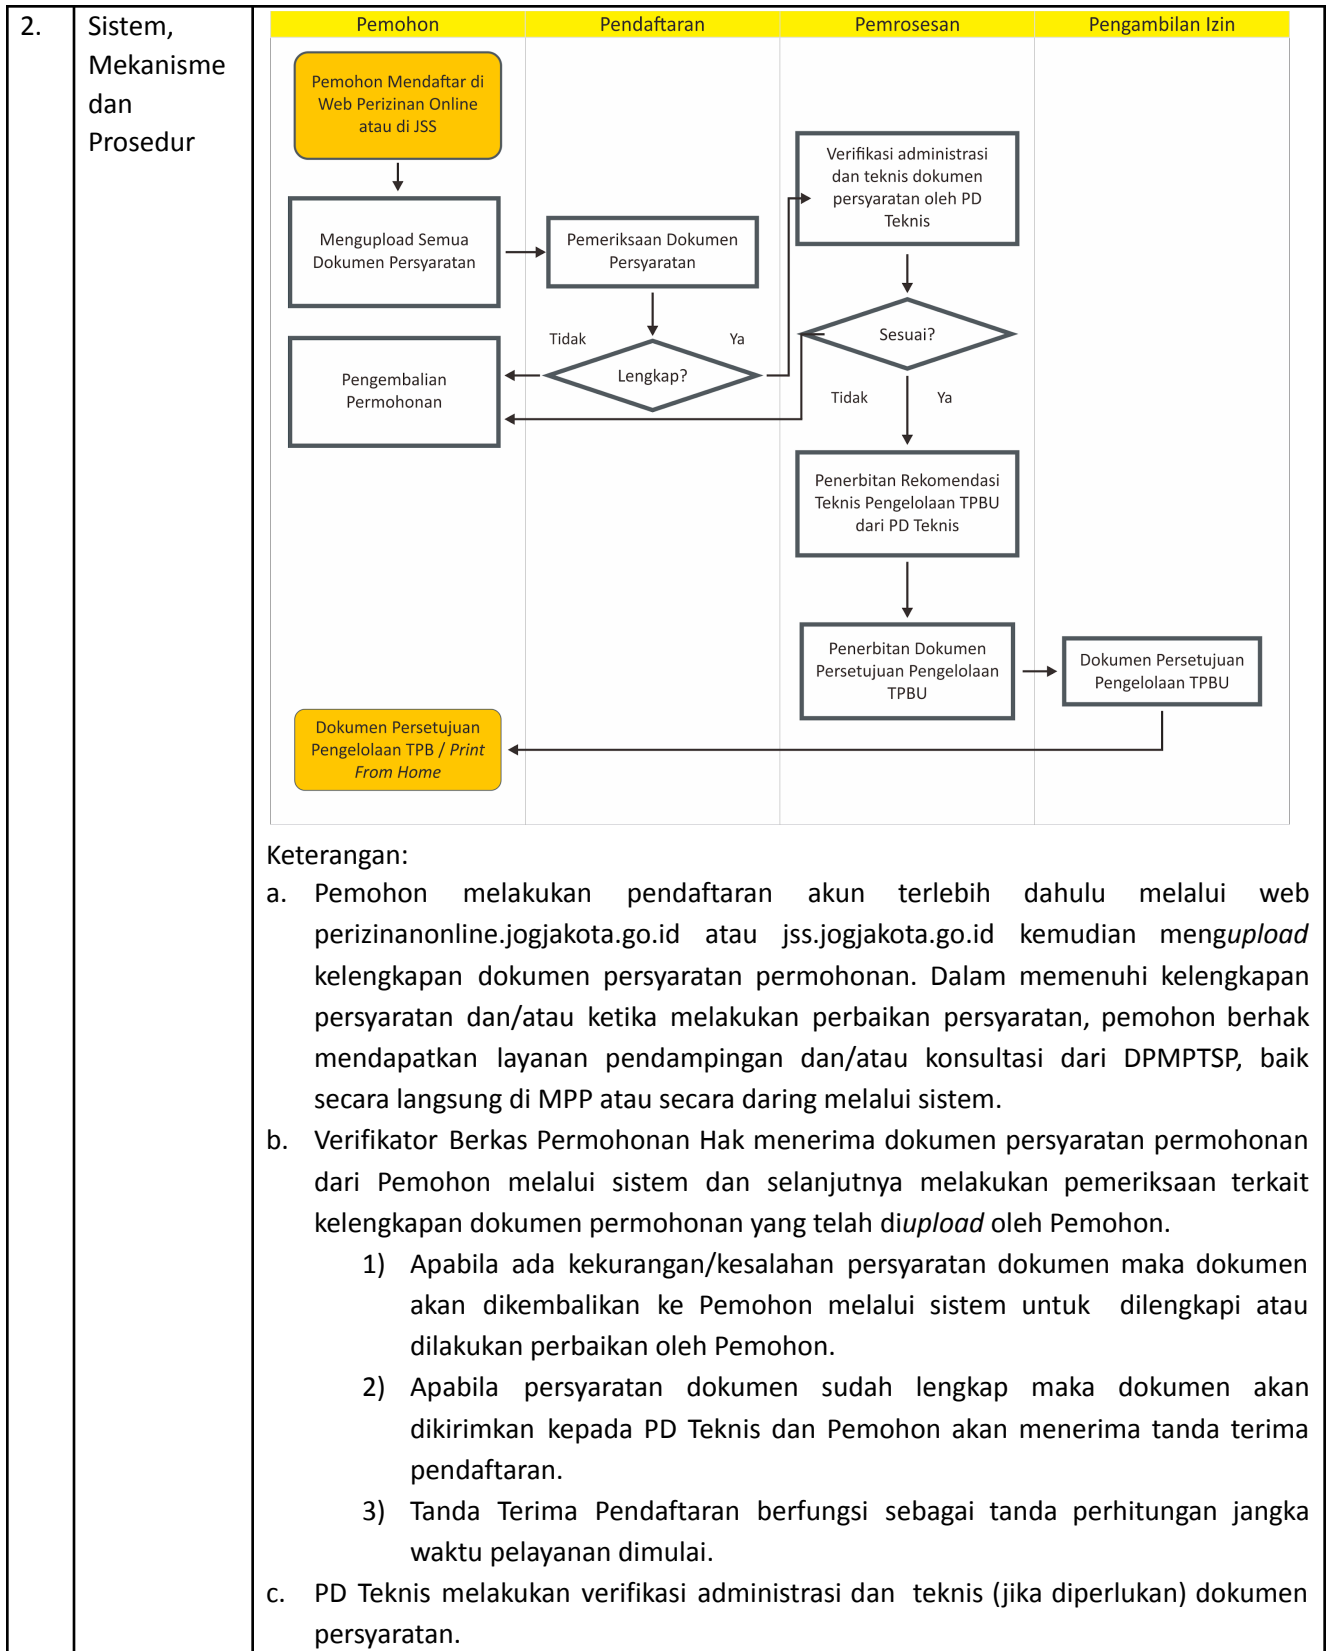 2.
Sistem,
Mekanisme
dan
Prosedur
Pemohon
Pendaftaran
Pemrosesan
Pengambilan Izin
Pemohon Mendaftar di
Web Perizinan Online
atau di JSS
Mengupload Semua
Dokumen Persyaratan
Pemeriksaan Dokumen
Persyaratan
Verifikasi administrasi
dan teknis dokumen
persyaratan oleh PD
Teknis
Tidak
Ya
Lengkap?
Sesuai?
Pengembalian
Permohonan
Tidak
Ya
Penerbitan Rekomendasi
Teknis Pengelolaan TPBU
dari PD Teknis
Penerbitan Dokumen
Persetujuan Pengelolaan
TPBU
Dokumen Persetujuan
Pengelolaan TPBU
Dokumen Persetujuan
Pengelolaan TPB / Print
From Home
Keterangan:
a. Pemohon melakukan pendaftaran akun terlebih dahulu melalui web
perizinanonline.jogjakota.go.id atau jss.jogjakota.go.id kemudian mengupload
kelengkapan dokumen persyaratan permohonan. Dalam memenuhi kelengkapan
persyaratan dan/atau ketika melakukan perbaikan persyaratan, pemohon berhak
mendapatkan layanan pendampingan dan/atau konsultasi dari DPMPTSP, baik
secara langsung di MPP atau secara daring melalui sistem.
b. Verifikator Berkas Permohonan Hak menerima dokumen persyaratan permohonan
dari Pemohon melalui sistem dan selanjutnya melakukan pemeriksaan terkait
kelengkapan dokumen permohonan yang telah diupload oleh Pemohon.
1) Apabila ada kekurangan/kesalahan persyaratan dokumen maka dokumen
akan dikembalikan ke Pemohon melalui sistem untuk dilengkapi atau
dilakukan perbaikan oleh Pemohon.
2) Apabila persyaratan dokumen sudah lengkap maka dokumen akan
dikirimkan kepada PD Teknis dan Pemohon akan menerima tanda terima
pendaftaran.
3) Tanda Terima Pendaftaran berfungsi sebagai tanda perhitungan jangka
waktu pelayanan dimulai.
c. PD Teknis melakukan verifikasi administrasi dan teknis (jika diperlukan) dokumen
persyaratan.